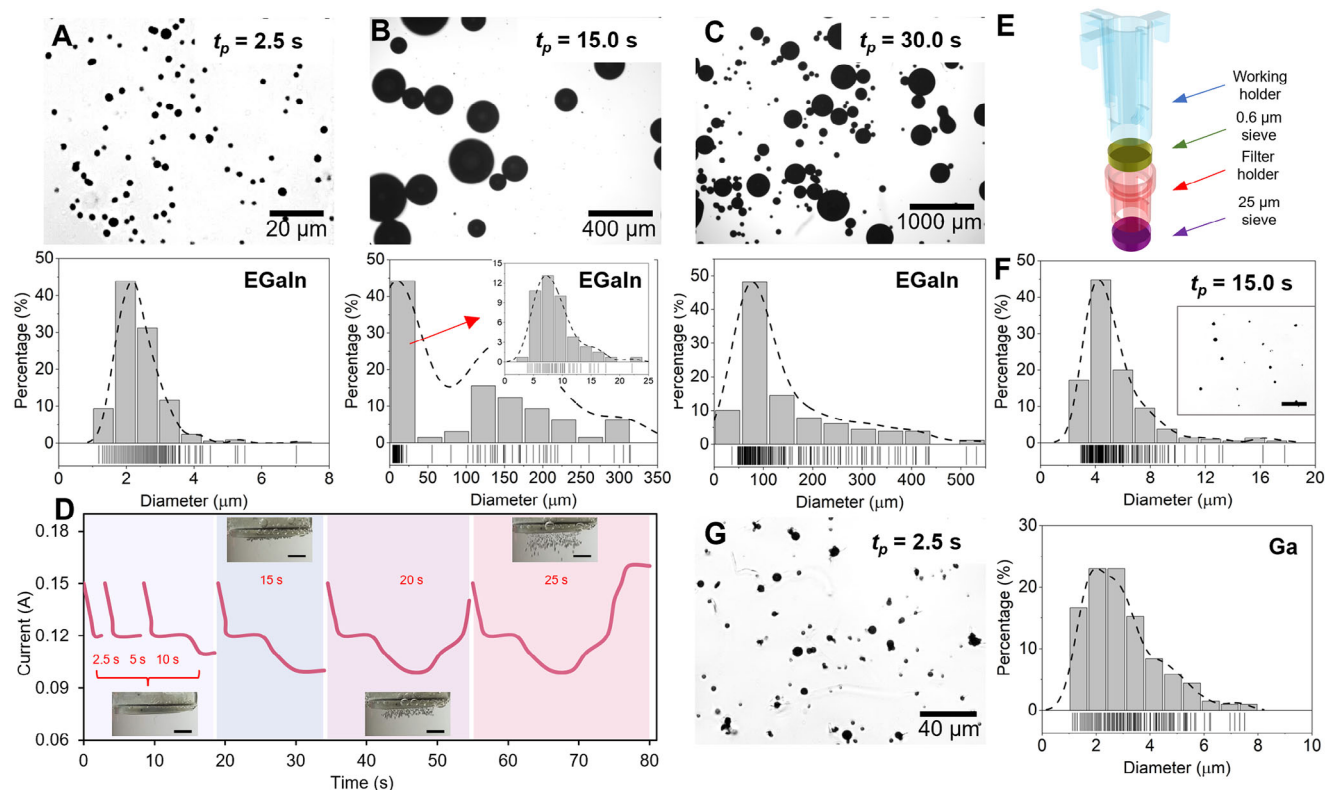 A
t_p = 2.5 s
20 µm
B
t_p = 15.0 s
400 µm
C
t_p = 30.0 s
1000 µm
E
Working
holder
0.6 µm
sieve
Filter
holder
25 µm
sieve
EGaIn
Percentage (%)
50
40
30
20
10
0
0 2 4 6 8
Diameter (µm)
EGaIn
Percentage (%)
50
40
30
20
10
0
15
12
9
6
3
0
0 5 10 15 20 25
0 50 100 150 200 250 300 350
Diameter (µm)
EGaIn
Percentage (%)
50
40
30
20
10
0
0 100 200 300 400 500
Diameter (µm)
F
t_p = 15.0 s
Percentage (%)
50
40
30
20
10
0
0 4 8 12 16 20
Diameter (µm)
D
Current (A)
0.18
0.15
0.12
0.09
0.06
2.5 s 5 s 10 s
15 s
20 s
25 s
0 10 20 30 40 50 60 70 80
Time (s)
G
t_p = 2.5 s
40 µm
Ga
Percentage (%)
30
20
10
0
0 2 4 6 8 10
Diameter (µm)